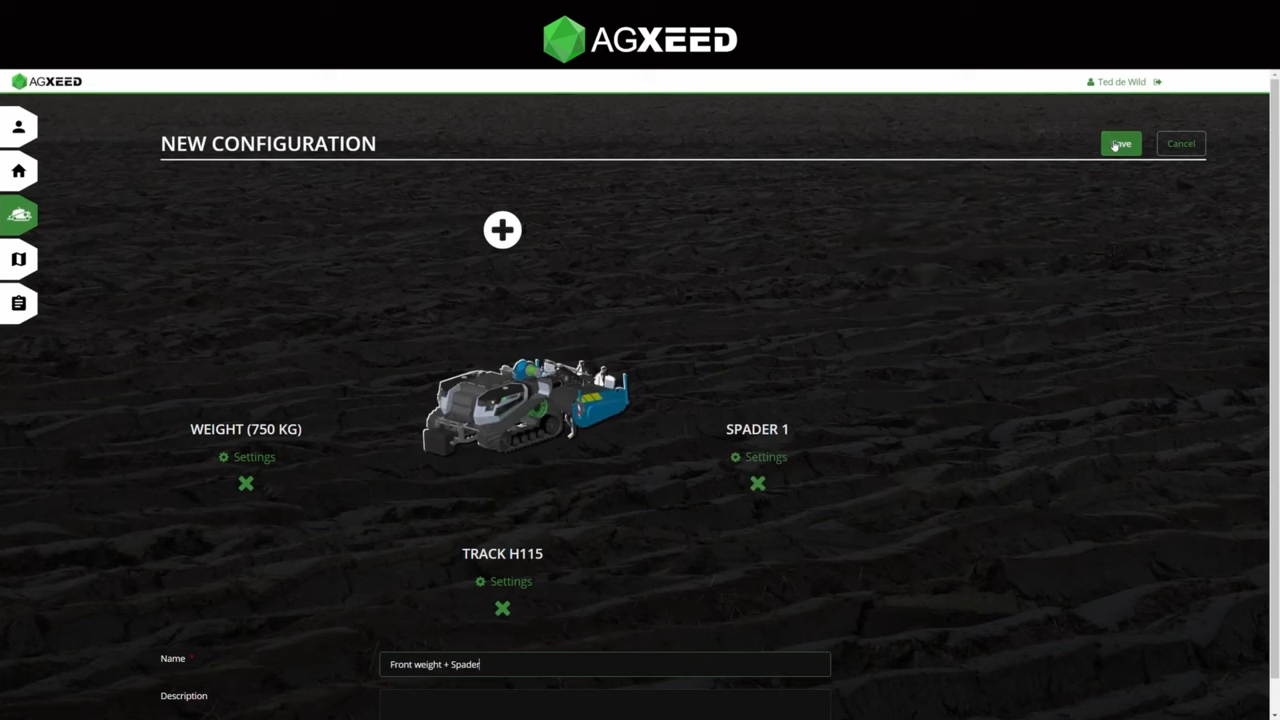 AGXEED
AGXEED
Ted de Wild
NEW CONFIGURATION
Cancel
WEIGHT (750 KG)
Settings
SPADER 1
Settings
TRACK H115
Settings
Name *
Front weight + Spader
Description